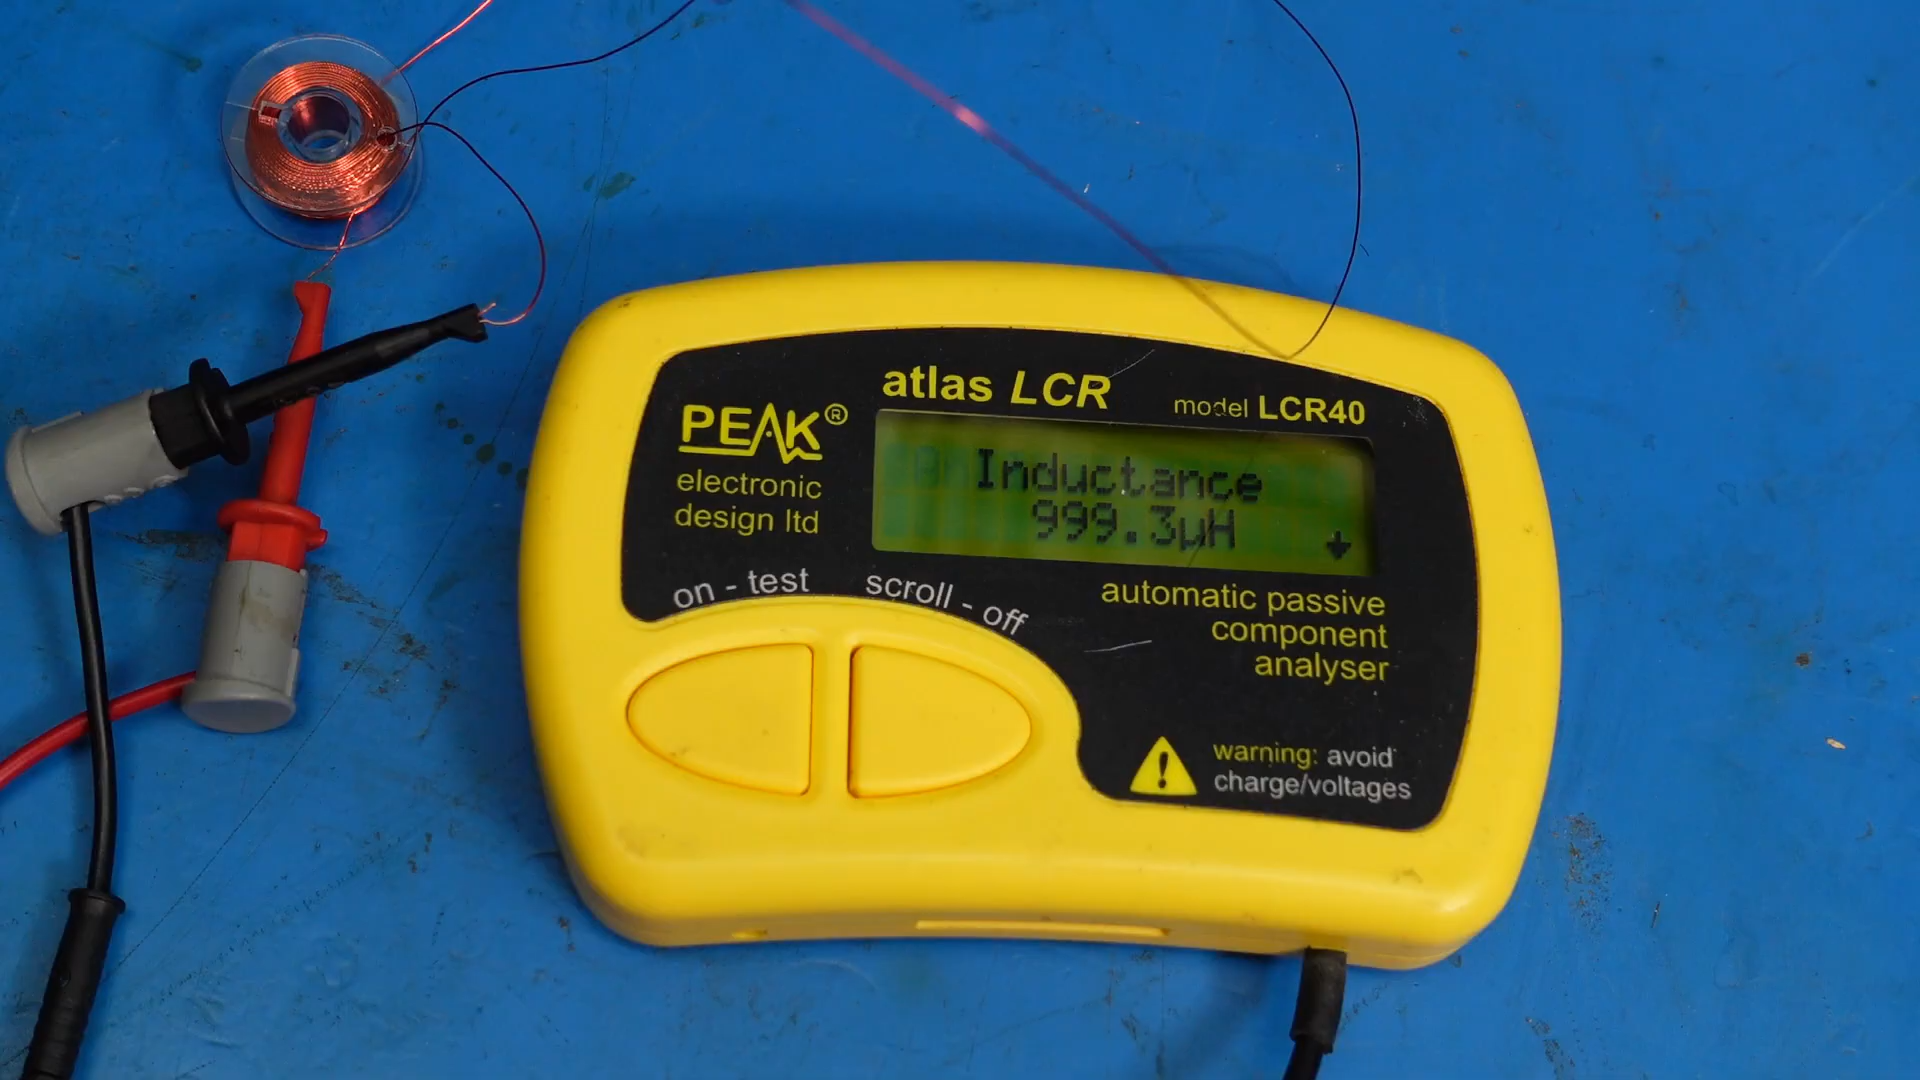 atlas LCR
model LCR40
PEAK®
electronic
design ltd
Inductance
999.3µH
on - test
scroll - off
automatic passive
component
analyser
warning: avoid
charge/voltages